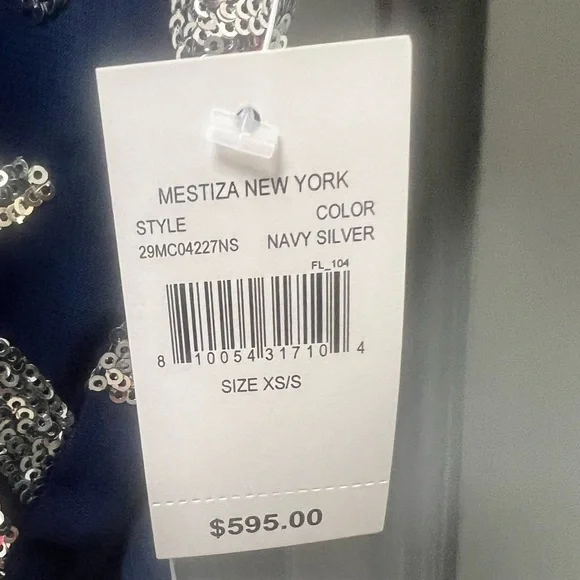 MESTIZA NEW YORK
STYLE COLOR
29MC04227NS NAVY SILVER
FL_104
8 10054 31710 4
SIZE XS/S
$595.00